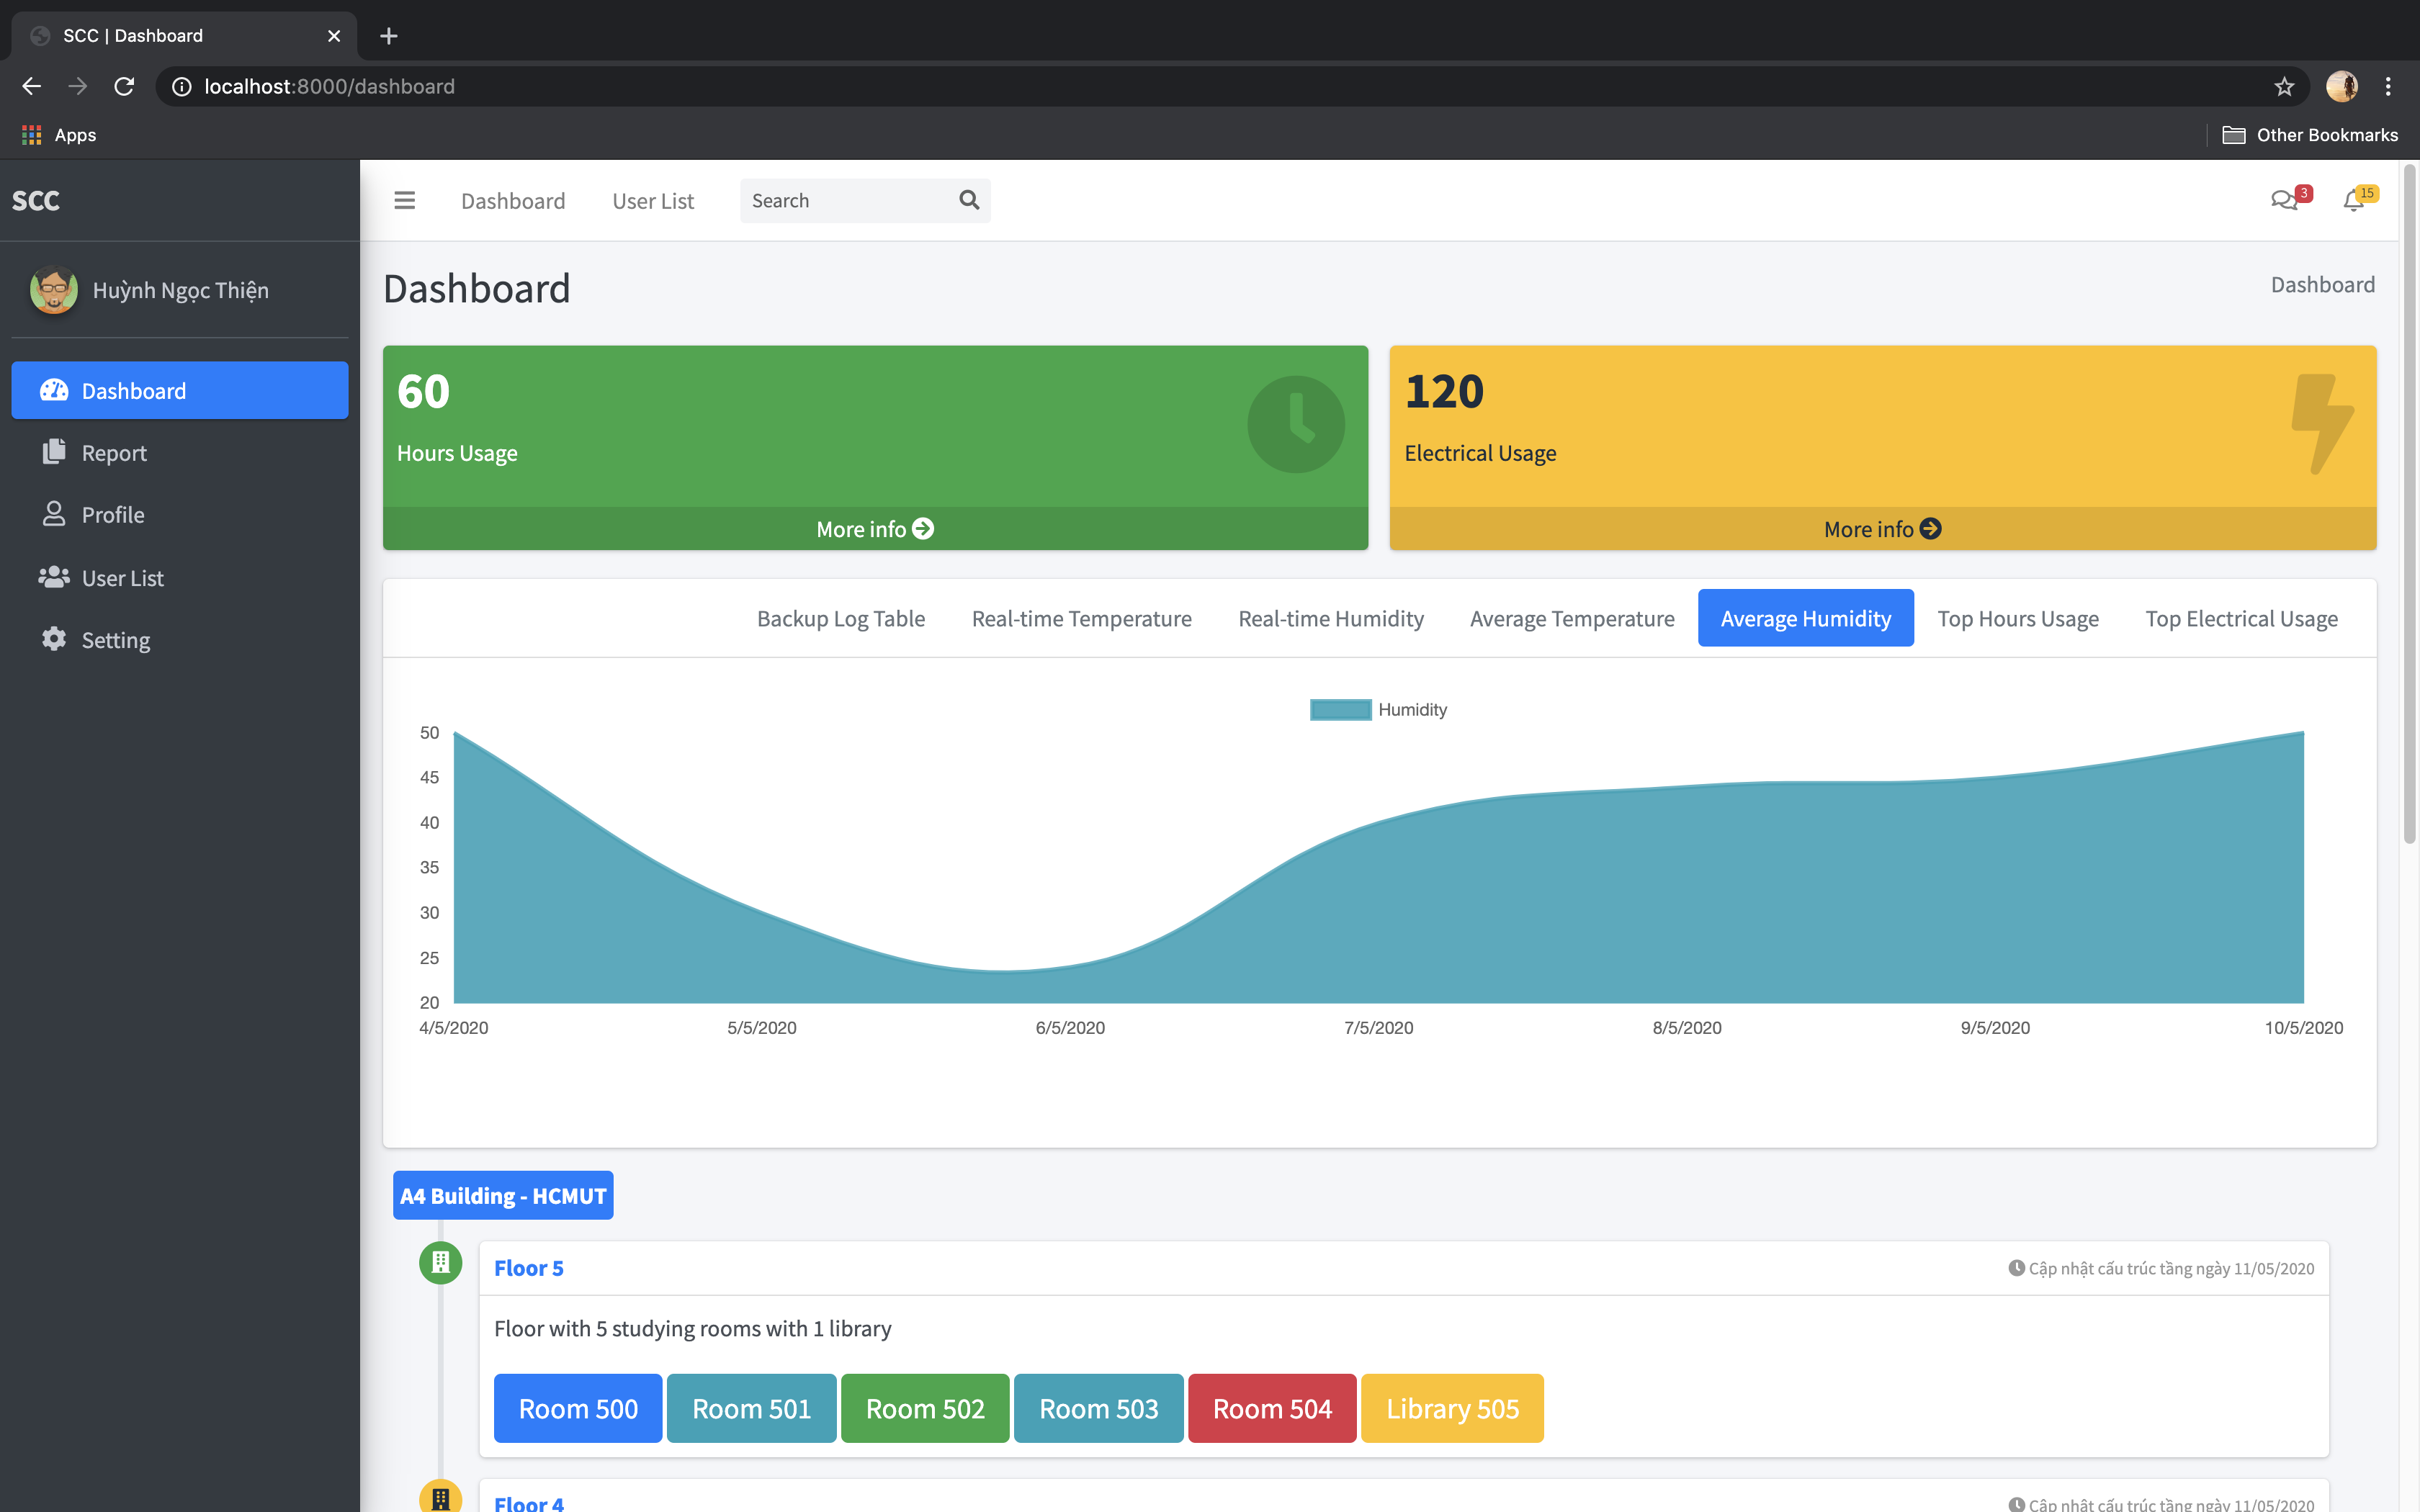 SCC | Dashboard
localhost:8000/dashboard
Apps
Other Bookmarks
SCC
Dashboard
User List
Search
3
15
Huỳnh Ngọc Thiện
Dashboard
Report
Profile
User List
Setting
Dashboard
Dashboard
60
Hours Usage
More info
120
Electrical Usage
More info
Backup Log Table
Real-time Temperature
Real-time Humidity
Average Temperature
Average Humidity
Top Hours Usage
Top Electrical Usage
Humidity
50
45
40
35
30
25
20
4/5/2020
5/5/2020
6/5/2020
7/5/2020
8/5/2020
9/5/2020
10/5/2020
A4 Building - HCMUT
Floor 5
Cập nhật cấu trúc tầng ngày 11/05/2020
Floor with 5 studying rooms with 1 library
Room 500
Room 501
Room 502
Room 503
Room 504
Library 505
Floor 4
Cập nhật cấu trúc tầng ngày 11/05/2020